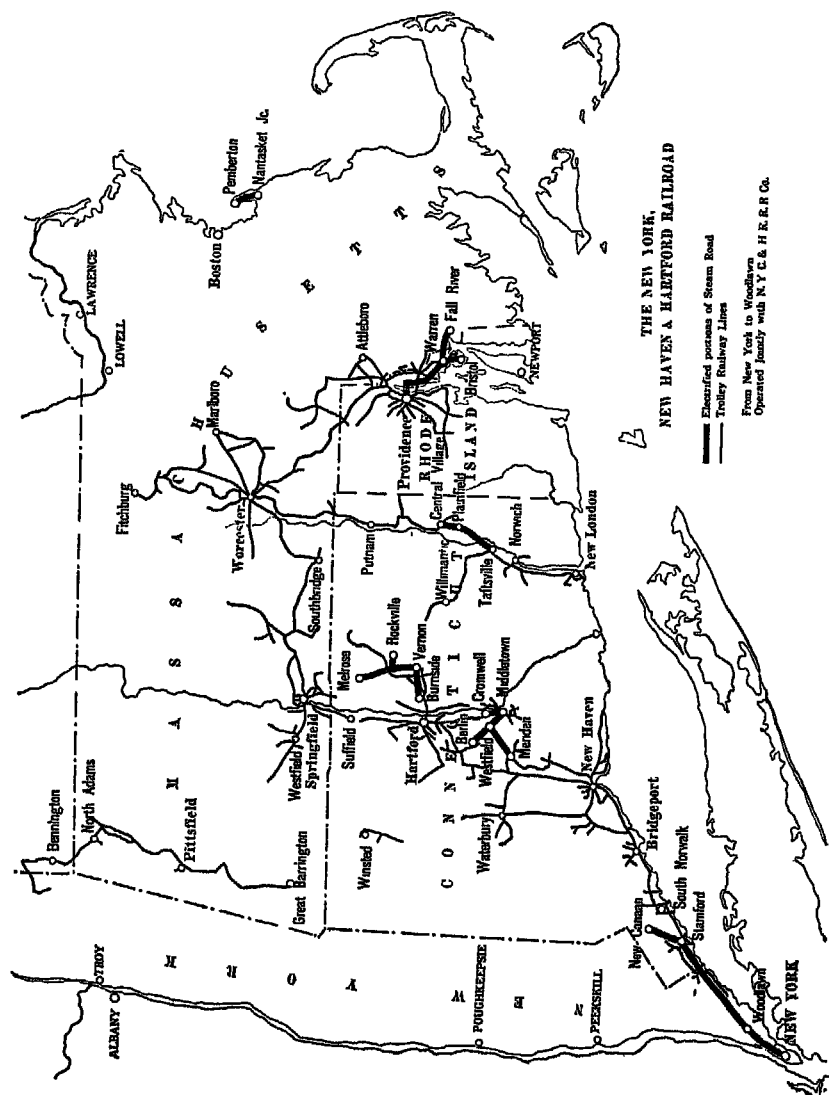 Bennington
North Adams
Pittsfield
Great Barrington
TROY
ALBANY
NEW YORK
POUGHKEEPSIE
PEEKSKILL
Woodlawn
NEW YORK
MASSACHUSETTS
Fitchburg
LOWELL
LAWRENCE
Marlboro
Boston
Pemberton
Nantasket Jc.
Worcester
Southbridge
Westfield
Springfield
Attleboro
CONNECTICUT
Suffield
Winsted
Hartford
Melrose
Rockville
Vernon
Burnside
Putnam
Central Village
Plainfield
Willimantic
Taftsville
Norwich
New London
Cromwell
Middletown
Berlin
Westfield
Meriden
Waterbury
New Haven
Bridgeport
South Norwalk
Stamford
New Canaan
RHODE
ISLAND
Providence
Warren
Fall River
Bristol
NEWPORT
THE NEW YORK,
NEW HAVEN & HARTFORD RAILROAD
Electrified portions of Steam Road
Trolley Railway Lines
From New York to Woodlawn
Operated Jointly with N.Y.C. & H.R.R.R Co.